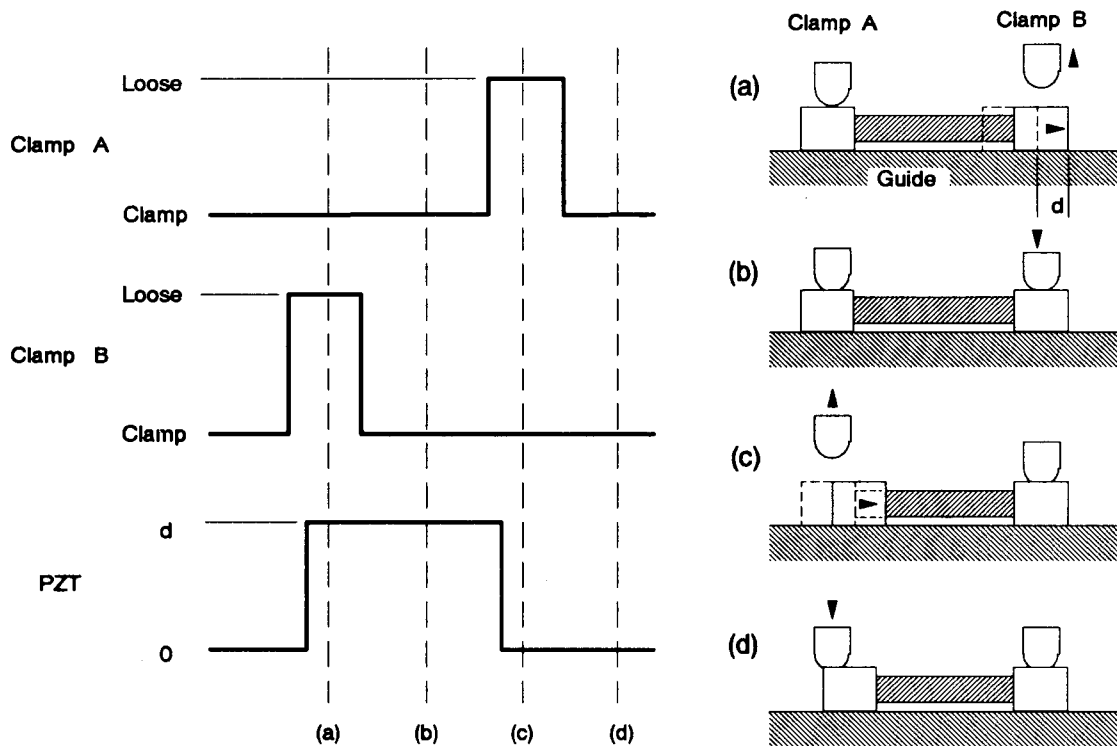 Loose
Clamp A
Clamp
Loose
Clamp B
Clamp
d
PZT
0
(a) (b) (c) (d)
Clamp A Clamp B
(a)
Guide
d
(b)
(c)
(d)